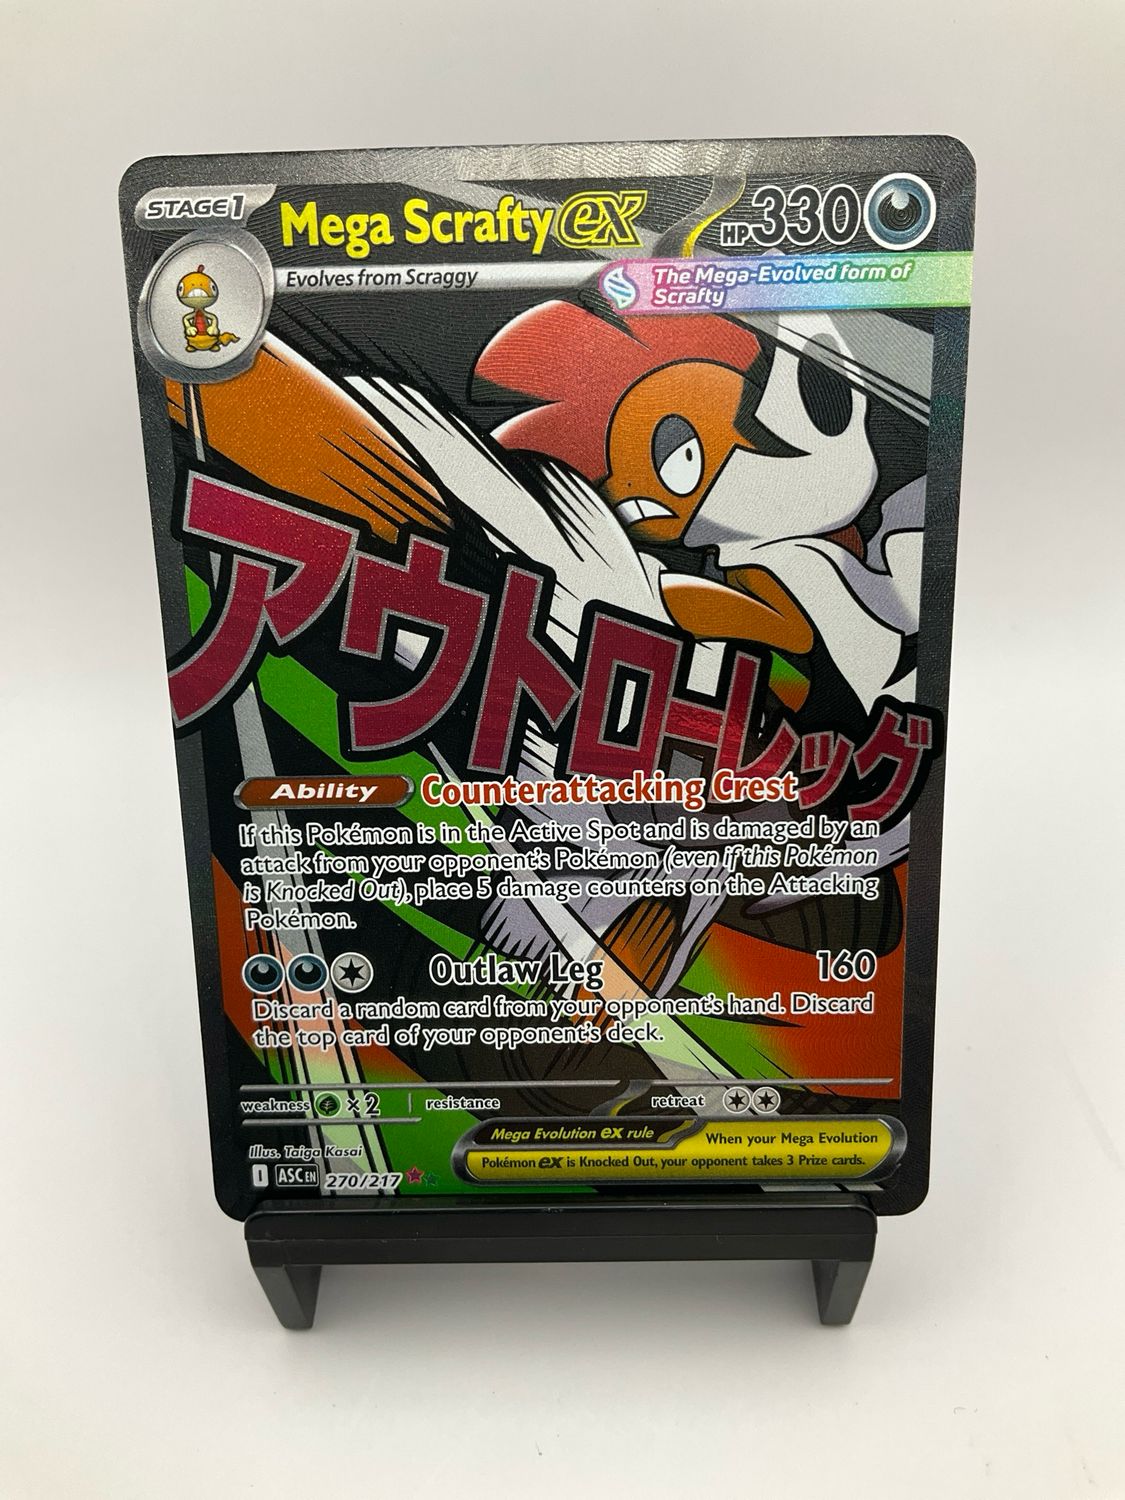 STAGE1
Mega Scrafty ex
HP 330
Evolves from Scraggy
The Mega-Evolved form of
Scrafty
アウトローレッグ
Ability Counterattacking Crest
If this Pokémon is in the Active Spot and is damaged by an
attack from your opponent's Pokémon (even if this Pokémon
is Knocked Out), place 5 damage counters on the Attacking
Pokémon.
Outlaw Leg 160
Discard a random card from your opponent's hand. Discard
the top card of your opponent's deck.
weakness ×2 resistance retreat
Mega Evolution ex rule When your Mega Evolution
Pokémon ex is Knocked Out, your opponent takes 3 Prize cards.
Illus. Taiga Kasai
I ASC EN 270/217